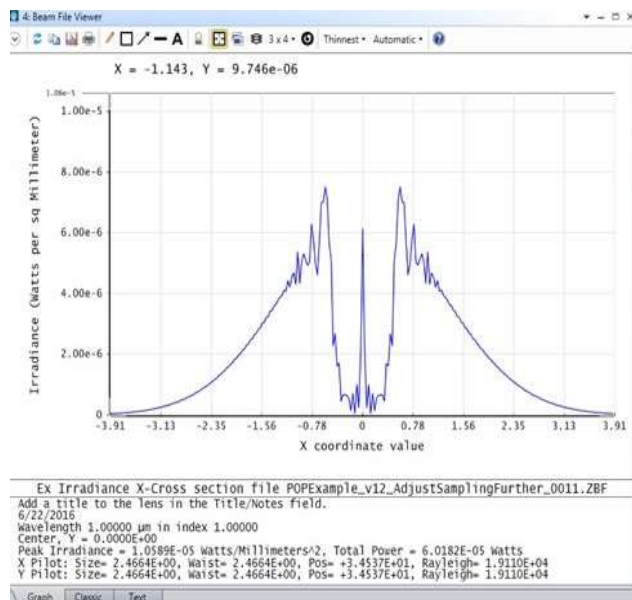 4: Beam File Viewer
3 x 4 Thinnest Automatic
X = -1.143, Y = 9.746e-06
1.06e-5
1.00e-5
8.00e-6
6.00e-6
4.00e-6
2.00e-6
0
Irradiance (Watts per sq Millimeter)
-3.91 -3.13 -2.35 -1.56 -0.78 0 0.78 1.56 2.35 3.13 3.91
X coordinate value
Ex Irradiance X-Cross section file POPExample_v12_AdjustSamplingFurther_0011.ZBF
Add a title to the lens in the Title/Notes field.
6/22/2016
Wavelength 1.00000 µm in index 1.00000
Center, Y = 0.0000E+00
Peak Irradiance = 1.0589E-05 Watts/Millimeters^2, Total Power = 6.0182E-05 Watts
X Pilot: Size= 2.4664E+00, Waist= 2.4664E+00, Pos= +3.4537E+01, Rayleigh= 1.9110E+04
Y Pilot: Size= 2.4664E+00, Waist= 2.4664E+00, Pos= +3.4537E+01, Rayleigh= 1.9110E+04
Graph Classic Text